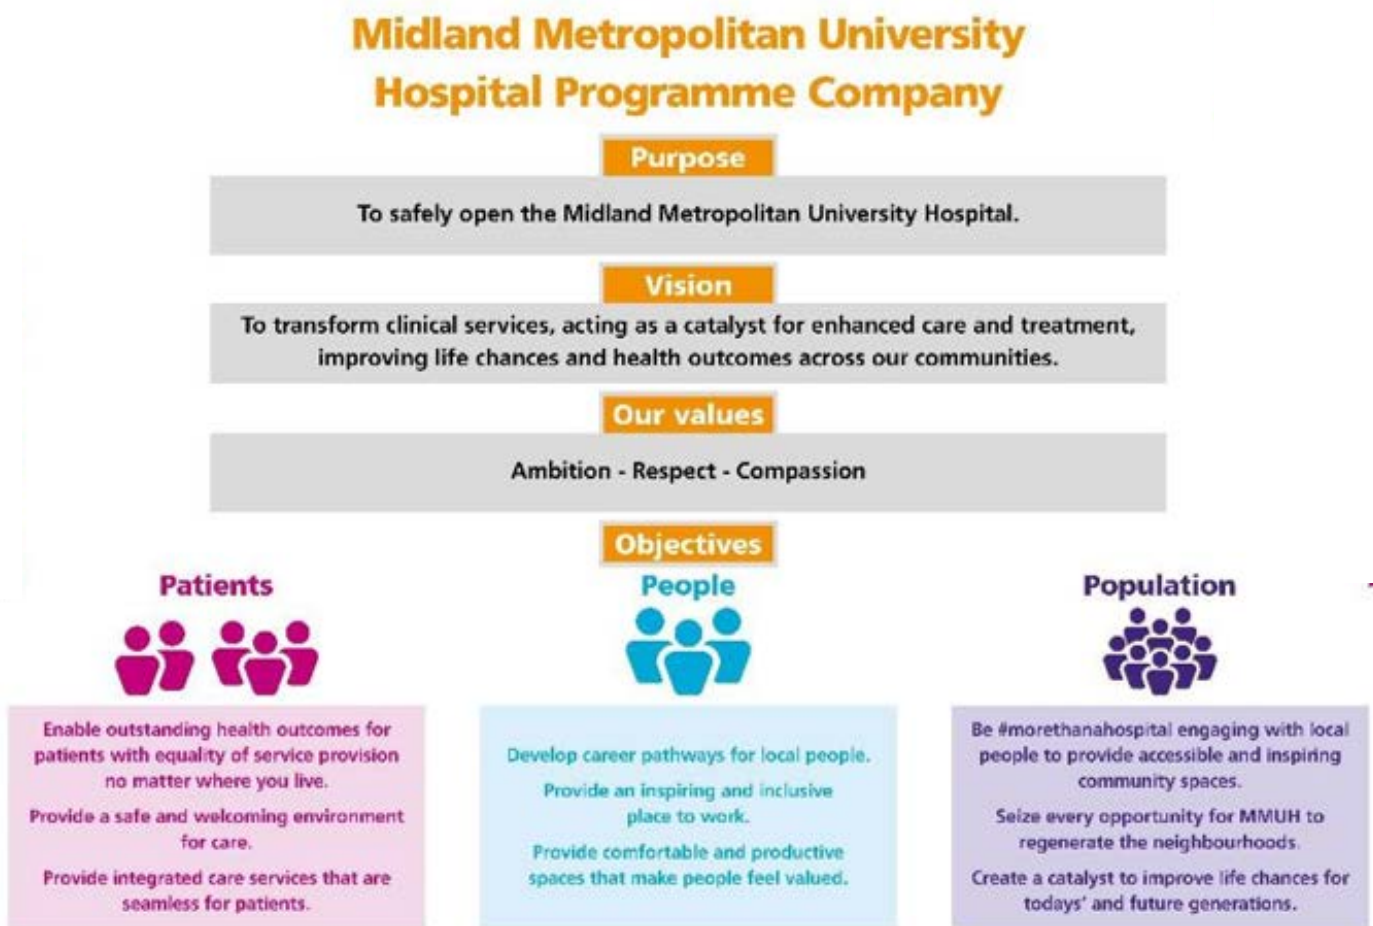 Midland Metropolitan University
Hospital Programme Company
Purpose
To safely open the Midland Metropolitan University Hospital.
Vision
To transform clinical services, acting as a catalyst for enhanced care and treatment,
improving life chances and health outcomes across our communities.
Our values
Ambition - Respect - Compassion
Objectives
Patients
Enable outstanding health outcomes for
patients with equality of service provision
no matter where you live.
Provide a safe and welcoming environment
for care.
Provide integrated care services that are
seamless for patients.
People
Develop career pathways for local people.
Provide an inspiring and inclusive
place to work.
Provide comfortable and productive
spaces that make people feel valued.
Population
Be #morethanahospital engaging with local
people to provide accessible and inspiring
community spaces.
Seize every opportunity for MMUH to
regenerate the neighbourhoods.
Create a catalyst to improve life chances for
todays' and future generations.